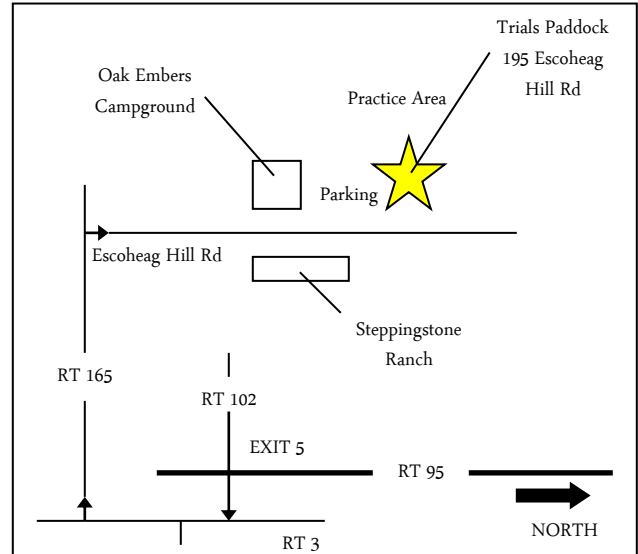 Trials Paddock
195 Escoheag
Hill Rd
Oak Embers
Campground
Practice Area
Parking
Escoheag Hill Rd
Steppingstone
Ranch
RT 165
RT 102
EXIT 5
RT 95
NORTH
RT 3